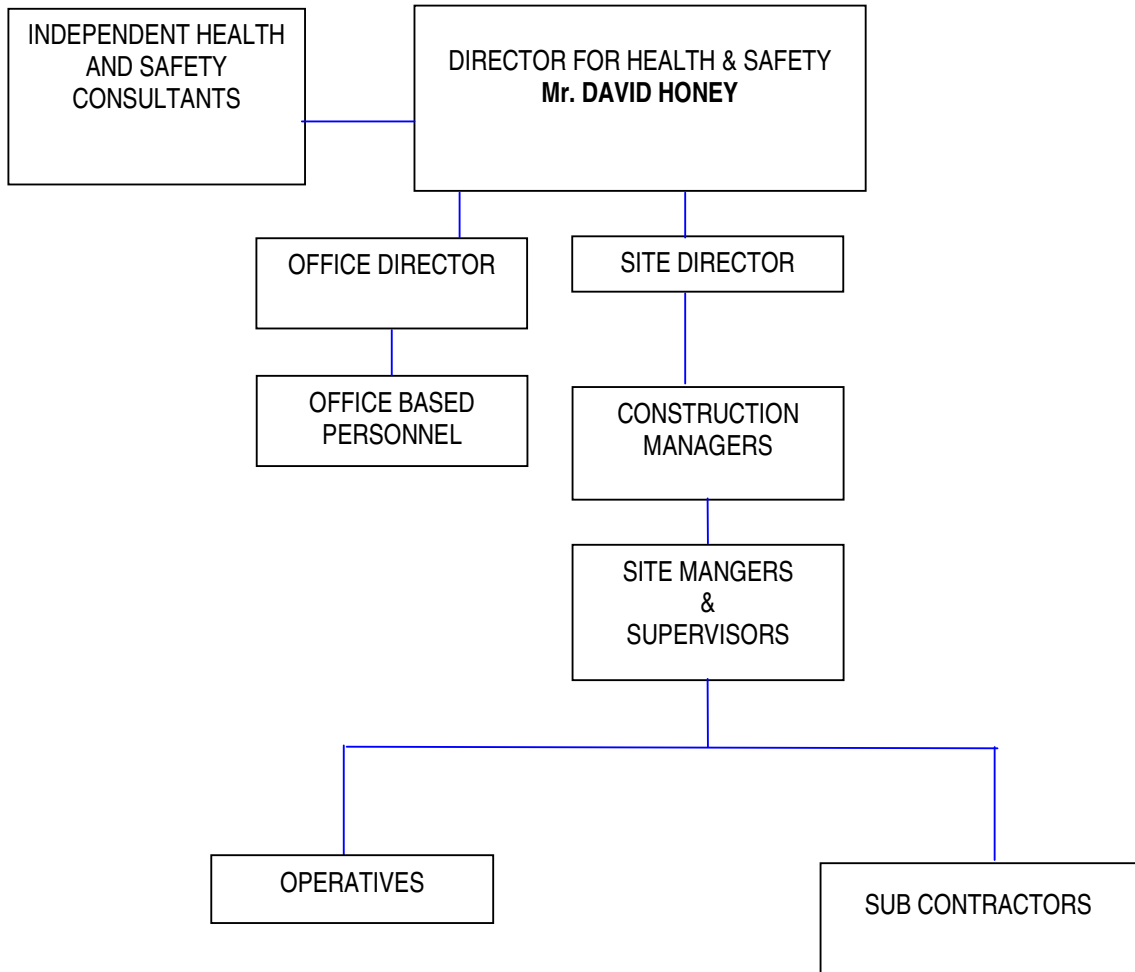 INDEPENDENT HEALTH
AND SAFETY
CONSULTANTS
DIRECTOR FOR HEALTH & SAFETY
Mr. DAVID HONEY
OFFICE DIRECTOR
SITE DIRECTOR
OFFICE BASED
PERSONNEL
CONSTRUCTION
MANAGERS
SITE MANGERS
&
SUPERVISORS
OPERATIVES
SUB CONTRACTORS